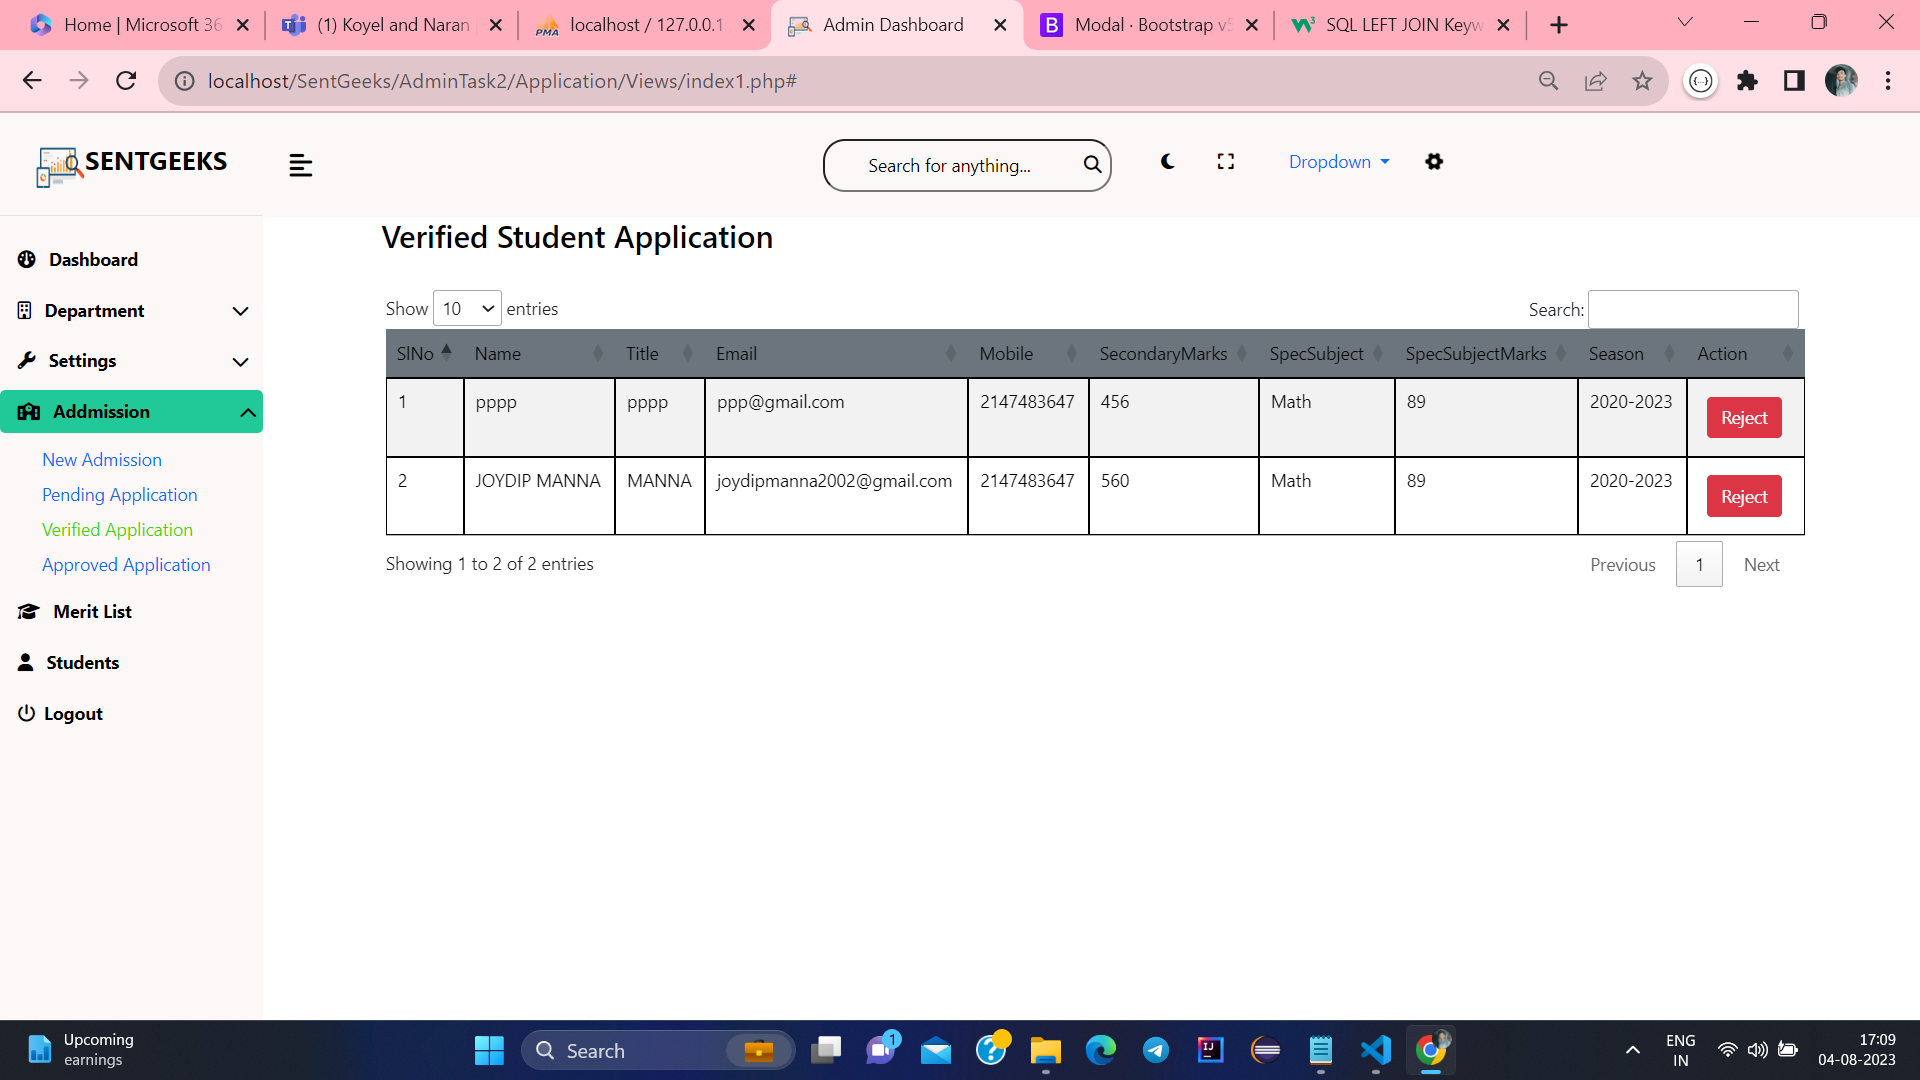 Home | Microsoft 36
(1) Koyel and Naran
PMA localhost / 127.0.0.1
Admin Dashboard
B Modal · Bootstrap v5
W3 SQL LEFT JOIN Keyw
localhost/SentGeeks/AdminTask2/Application/Views/index1.php#
SENTGEEKS
Search for anything...
Dropdown
Dashboard
Department
Settings
Addmission
New Admission
Pending Application
Verified Application
Approved Application
Merit List
Students
Logout
Verified Student Application
Show 10 entries
Search:
SlNo Name Title Email Mobile SecondaryMarks SpecSubject SpecSubjectMarks Season Action
1 pppp pppp ppp@gmail.com 2147483647 456 Math 89 2020-2023 Reject
2 JOYDIP MANNA MANNA joydipmanna2002@gmail.com 2147483647 560 Math 89 2020-2023 Reject
Showing 1 to 2 of 2 entries
Previous 1 Next
Upcoming
earnings
Search
1
ENG
IN
17:09
04-08-2023